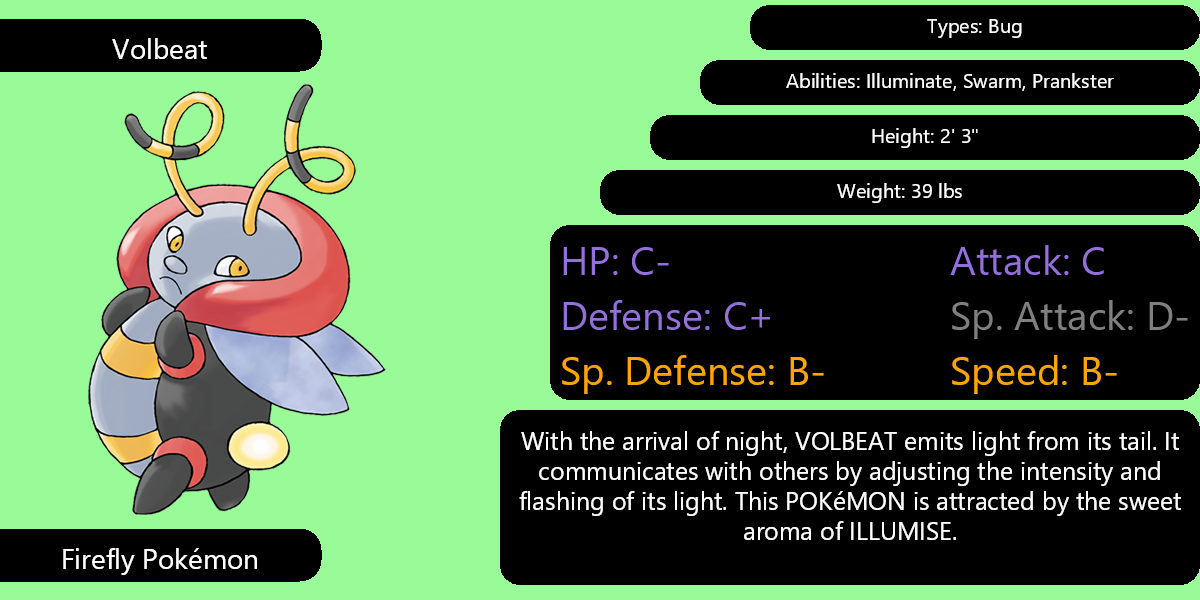 Volbeat
Firefly Pokémon
Types: Bug
Abilities: Illuminate, Swarm, Prankster
Height: 2' 3"
Weight: 39 lbs
HP: C-
Attack: C
Defense: C+
Sp. Attack: D-
Sp. Defense: B-
Speed: B-
With the arrival of night, VOLBEAT emits light from its tail. It
communicates with others by adjusting the intensity and
flashing of its light. This POKéMON is attracted by the sweet
aroma of ILLUMISE.